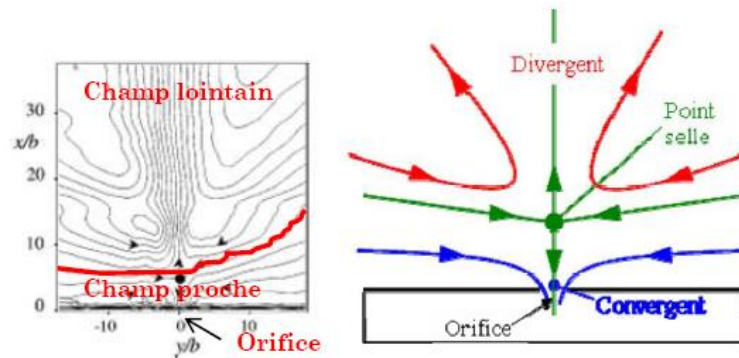 Champ lointain
30
x/b
20
10
Champ proche
0
-10
0
10
y/b
Orifice
Divergent
Point
selle
Convergent
Orifice